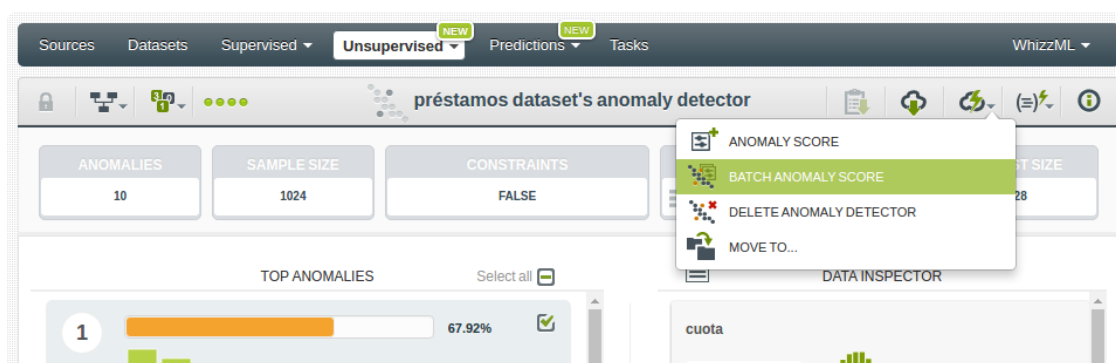 NEW NEW
Sources Datasets Supervised Unsupervised Predictions Tasks WhizzML
préstamos dataset's anomaly detector
ANOMALY SCORE
BATCH ANOMALY SCORE
DELETE ANOMALY DETECTOR
MOVE TO...
ANOMALIES SAMPLE SIZE CONSTRAINTS T SIZE
10 1024 FALSE 28
TOP ANOMALIES Select all DATA INSPECTOR
1 67.92% cuota